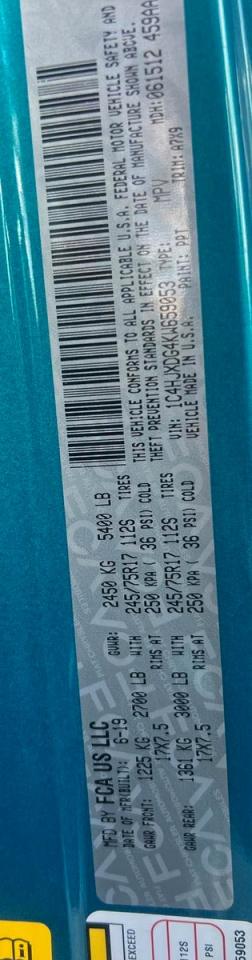 MFD BY FCA US LLC
DATE OF MFR(BUILT): 6-19 GVWR: 2450 KG 5400 LB
GAWR FRONT: 1225 KG 2700 LB WITH 245/75R17 112S TIRES
17X7.5 RIMS AT 250 KPA ( 36 PSI) COLD
GAWR REAR: 1361 KG 3000 LB WITH 245/75R17 112S TIRES
17X7.5 RIMS AT 250 KPA ( 36 PSI) COLD
THIS VEHICLE CONFORMS TO ALL APPLICABLE U.S.A. FEDERAL MOTOR VEHICLE SAFETY AND
THEFT PREVENTION STANDARDS IN EFFECT ON THE DATE OF MANUFACTURE SHOWN ABOVE.
VIN: 1C4HJXDG4KW659053 TYPE: MPV MDH: 061512 459AA
VEHICLE MADE IN U.S.A. PAINT: PPT TRIM: A7X9
EXCEED
112S
PSI
59053